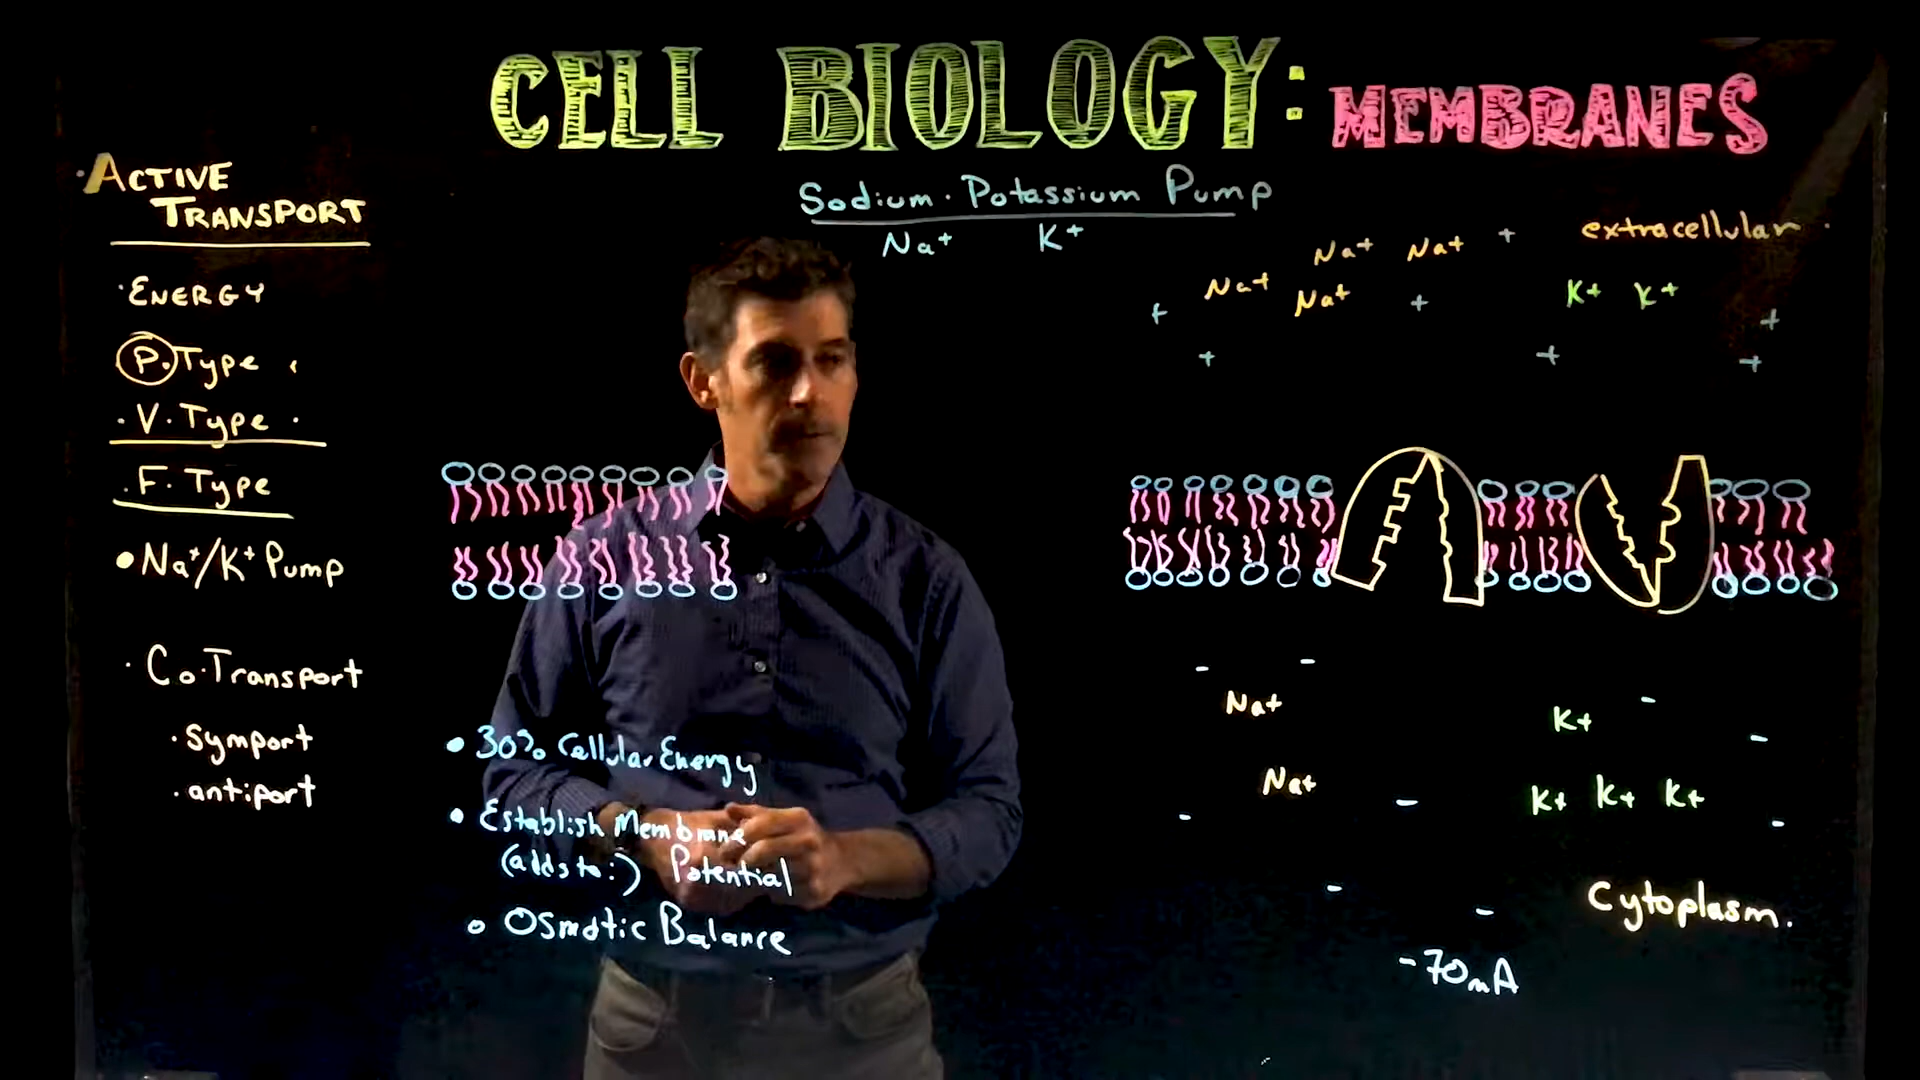 CELL BIOLOGY: MEMBRANES
Sodium · Potassium Pump
Na+ K+
· ACTIVE
TRANSPORT
· ENERGY
P. Type
· V. Type ·
· F. Type
• Na+/K+ Pump
· Co.Transport
· Symport
· antiport
• 30% Cellular Energy
• Establish Membrane
(adds to:) Potential
• Osmotic Balance
extracellular
Na+ Na+ +
Na+ Na+ + K+ K+
+ +
+ + +
- -
Na+ K+ -
-
Na+ - K+ K+ K+
- -
- -
Cytoplasm.
-70mA